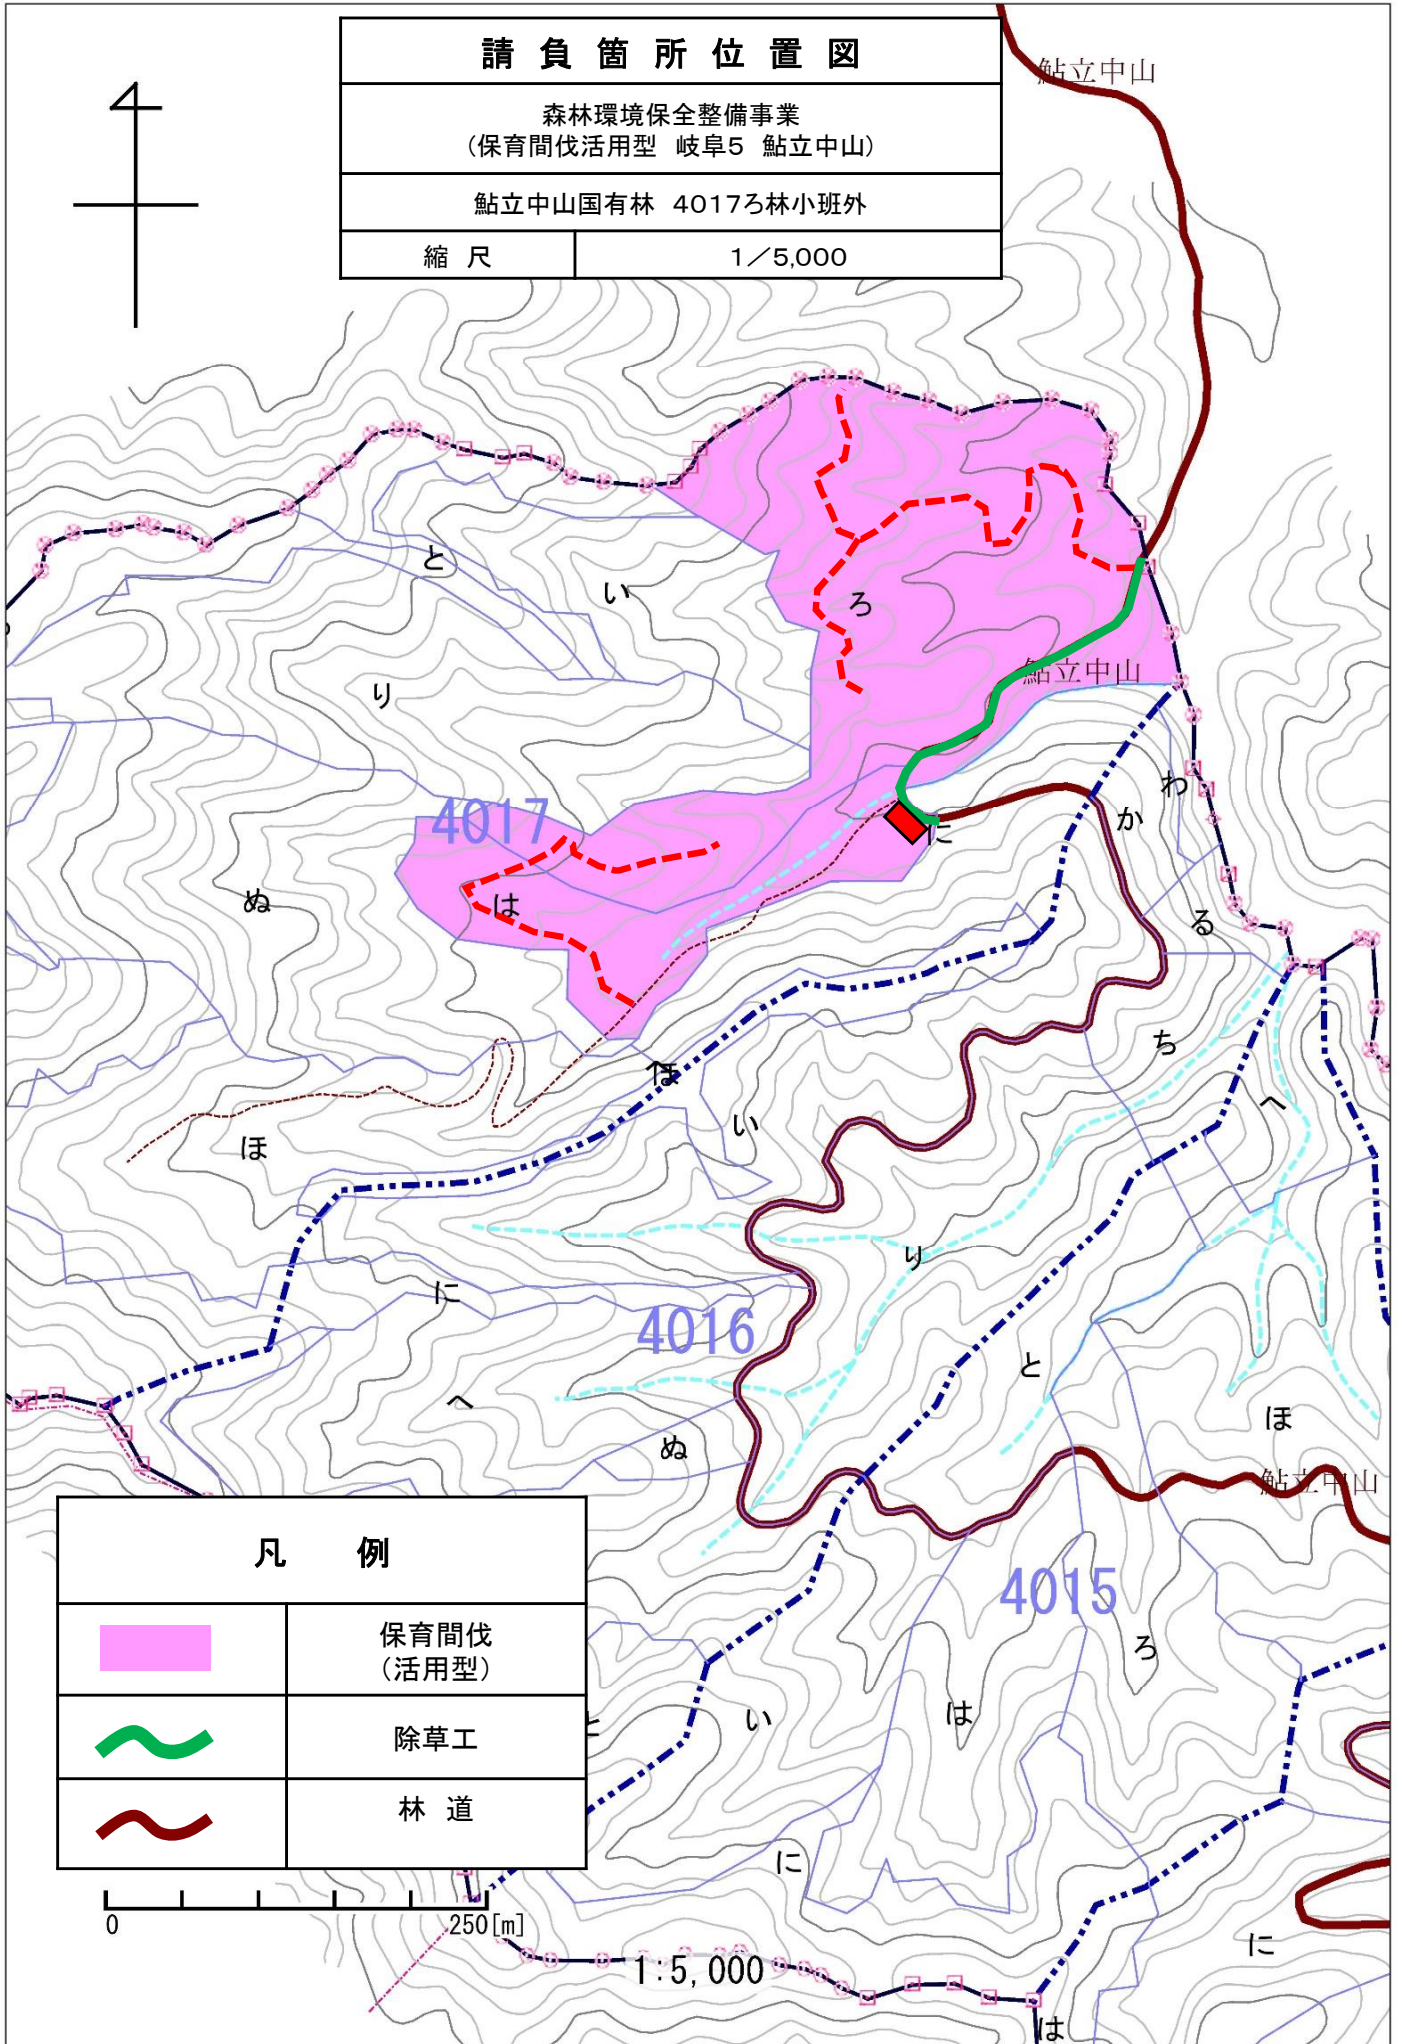 請負箇所位置図
森林環境保全整備事業
(保育間伐活用型 岐阜5 鮎立中山)
鮎立中山国有林 4017ろ林小班外
縮尺 1／5,000
鮎立中山
と
い
ろ
鮎立中山
り
4017
わ
か
に
ぬ
は
る
ち
へ
ほ
い
ほ
り
に
4016
と
へ
ぬ
ほ
鮎立中山
凡例
保育間伐
(活用型)
除草工
林道
4015
ろ
は
い
と
に
に
は
0 250[m]
1:5,000